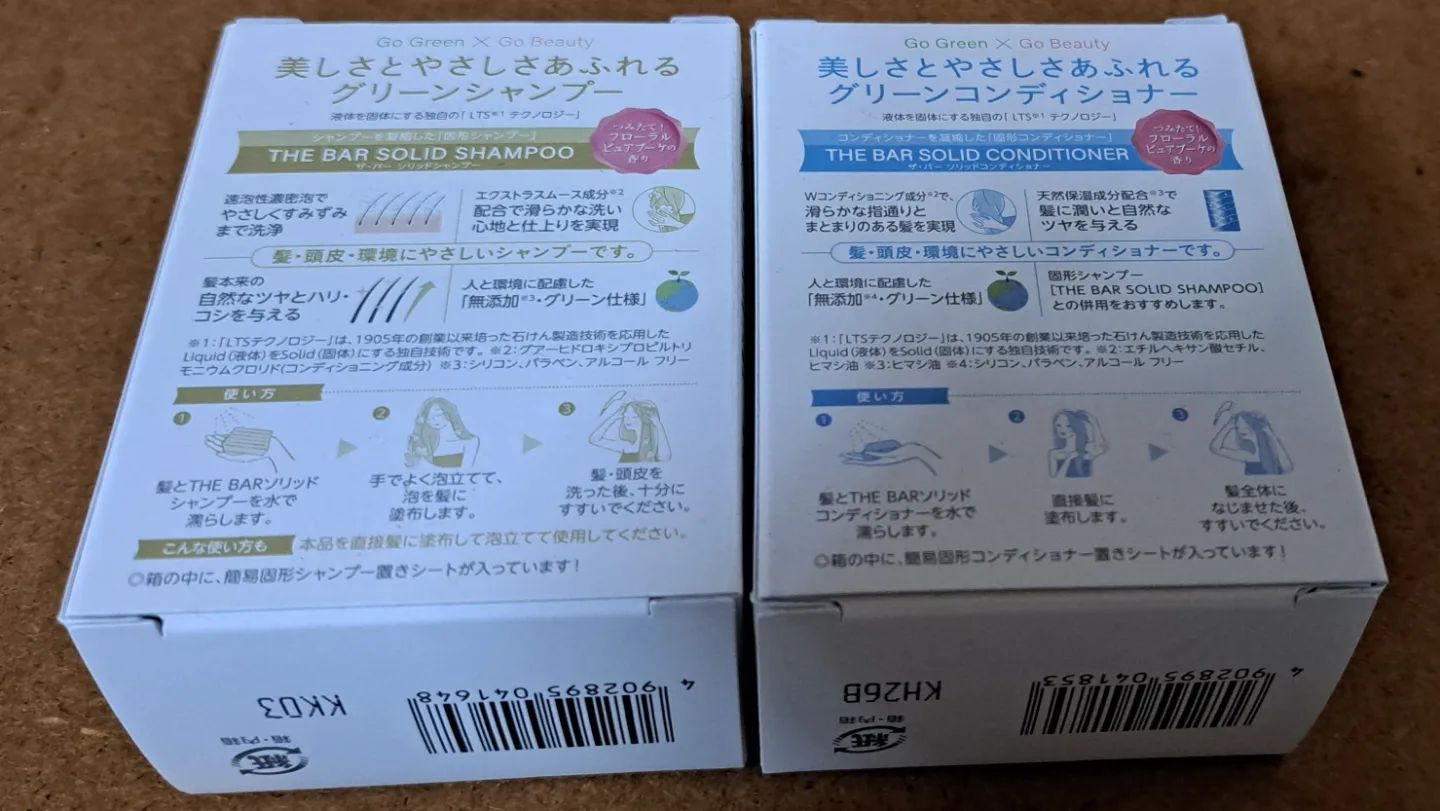 Go Green × Go Beauty
美しさとやさしさあふれる
グリーンシャンプー
液体を固体にする独自の「LTS※1 テクノロジー」
シャンプーを凝縮した「固形シャンプー」
THE BAR SOLID SHAMPOO
ザ・バー ソリッドシャンプー
つみたて!
フローラル
ピュアブーケの
香り
速泡性濃密泡で
やさしくすみずみ
まで洗浄
エクストラスムース成分※2
配合で滑らかな洗い
心地と仕上りを実現
髪・頭皮・環境にやさしいシャンプーです。
髪本来の
自然なツヤとハリ・
コシを与える
人と環境に配慮した
「無添加※3・グリーン仕様」
※1:「LTSテクノロジー」は、1905年の創業以来培った石けん製造技術を応用した
Liquid(液体)をSolid(固体)にする独自技術です。※2:グアーヒドロキシプロピルトリ
モニウムクロリド(コンディショニング成分) ※3:シリコン、パラベン、アルコール フリー
使い方
1
髪とTHE BARソリッド
シャンプーを水で
濡らします。
2
手でよく泡立てて、
泡を髪に
塗布します。
3
髪・頭皮を
洗った後、十分に
すすいでください。
こんな使い方も 本品を直接髪に塗布して泡立てて使用してください。
◎箱の中に、簡易固形シャンプー置きシートが入っています!
4 902895 041648
KK03
箱・内箱
紙
Go Green × Go Beauty
美しさとやさしさあふれる
グリーンコンディショナー
液体を固体にする独自の「LTS※1 テクノロジー」
コンディショナーを凝縮した「固形コンディショナー」
THE BAR SOLID CONDITIONER
ザ・バー ソリッドコンディショナー
つみたて!
フローラル
ピュアブーケの
香り
Wコンディショニング成分※2で、
滑らかな指通りと
まとまりのある髪を実現
天然保湿成分配合※3で
髪に潤いと自然な
ツヤを与える
髪・頭皮・環境にやさしいコンディショナーです。
人と環境に配慮した
「無添加※4・グリーン仕様」
固形シャンプー
[THE BAR SOLID SHAMPOO]
との併用をおすすめします。
※1:「LTSテクノロジー」は、1905年の創業以来培った石けん製造技術を応用した
Liquid(液体)をSolid(固体)にする独自技術です。※2:エチルヘキサン酸セチル、
ヒマシ油 ※3:ヒマシ油 ※4:シリコン、パラベン、アルコール フリー
使い方
1
髪とTHE BARソリッド
コンディショナーを水で
濡らします。
2
直接髪に
塗布します。
3
髪全体に
なじませた後、
すすいでください。
◎箱の中に、簡易固形コンディショナー置きシートが入っています!
4 902895 041853
KH26B
箱・内箱
紙